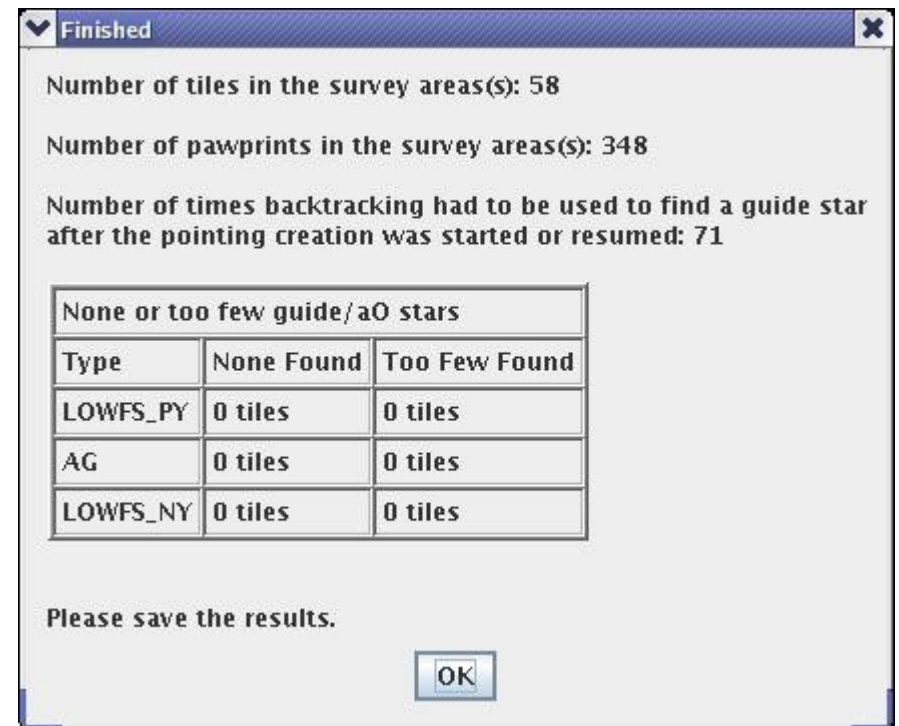 Finished
Number of tiles in the survey areas(s): 58
Number of pawprints in the survey areas(s): 348
Number of times backtracking had to be used to find a guide star
after the pointing creation was started or resumed: 71
None or too few guide/aO stars
Type None Found Too Few Found
LOWFS_PY 0 tiles 0 tiles
AG 0 tiles 0 tiles
LOWFS_NY 0 tiles 0 tiles
Please save the results.
OK